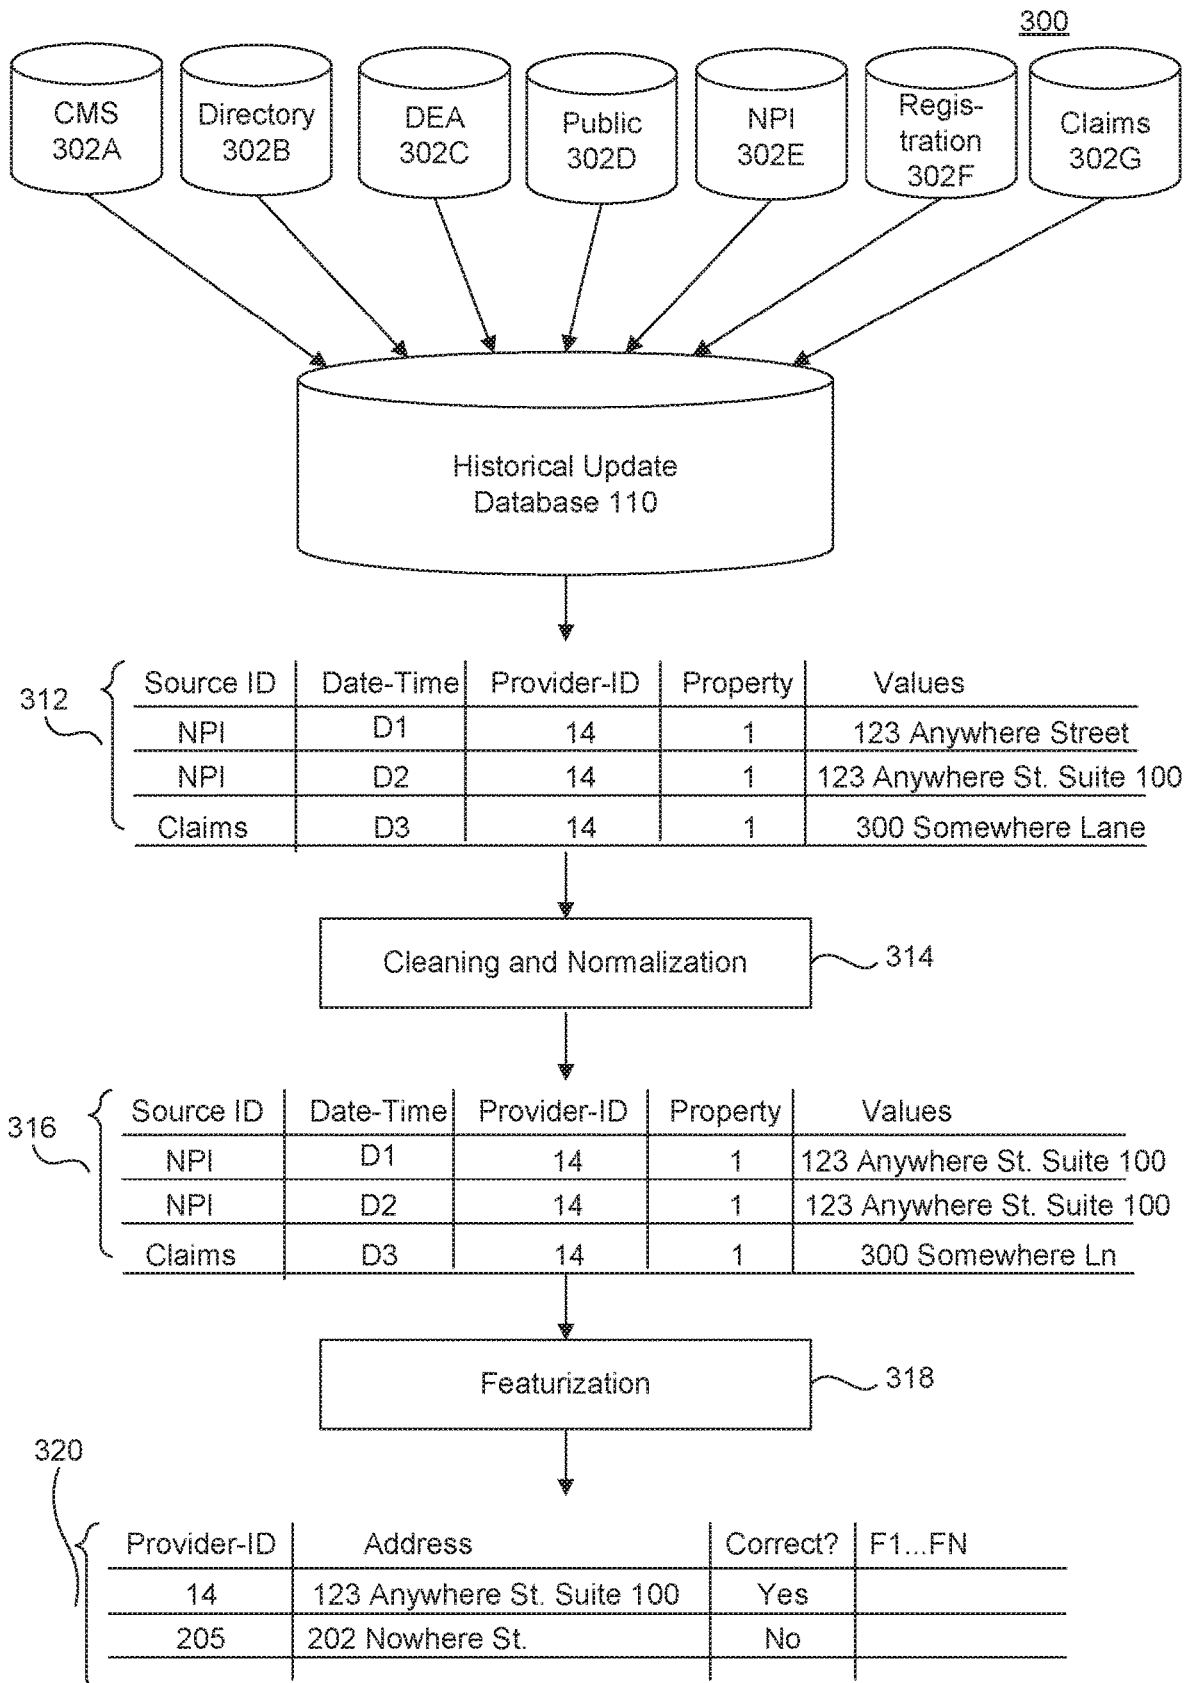 300
CMS
302A
Directory
302B
DEA
302C
Public
302D
NPI
302E
Regis-
tration
302F
Claims
302G
Historical Update
Database 110
312
Source ID Date-Time Provider-ID Property Values
NPI D1 14 1 123 Anywhere Street
NPI D2 14 1 123 Anywhere St. Suite 100
Claims D3 14 1 300 Somewhere Lane
Cleaning and Normalization
314
316
Source ID Date-Time Provider-ID Property Values
NPI D1 14 1 123 Anywhere St. Suite 100
NPI D2 14 1 123 Anywhere St. Suite 100
Claims D3 14 1 300 Somewhere Ln
Featurization
318
320
Provider-ID Address Correct? F1...FN
14 123 Anywhere St. Suite 100 Yes
205 202 Nowhere St. No